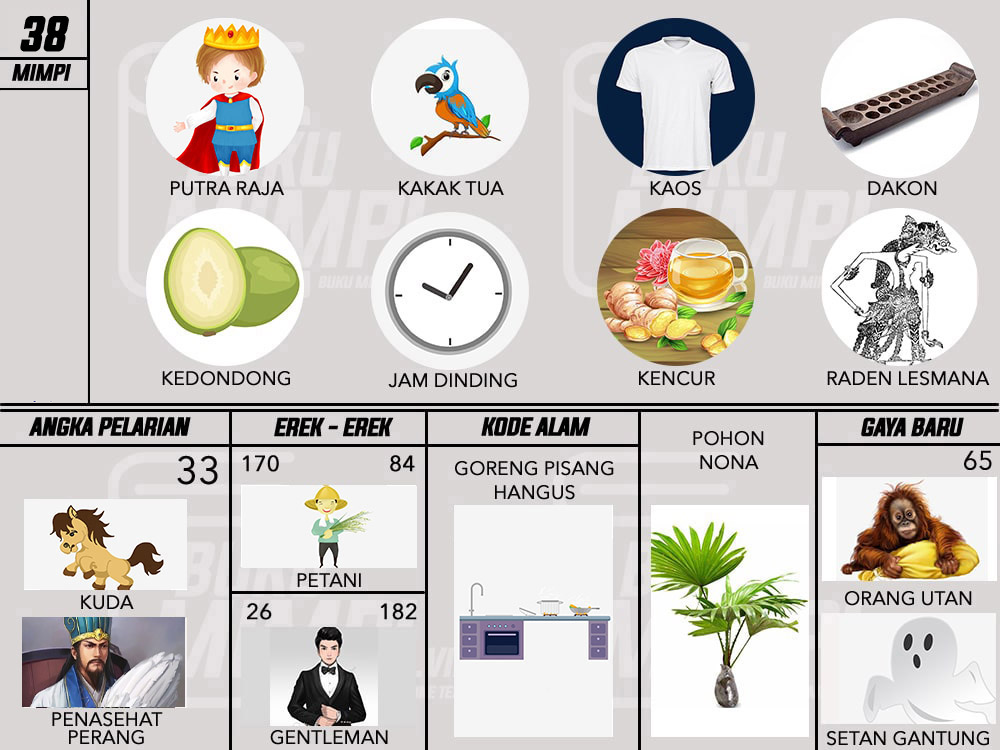 38
MIMPI
PUTRA RAJA
KAKAK TUA
KAOS
DAKON
KEDONDONG
JAM DINDING
KENCUR
RADEN LESMANA
ANGKA PELARIAN
33
KUDA
PENASEHAT
PERANG
EREK - EREK
170 84
PETANI
26 182
GENTLEMAN
KODE ALAM
GORENG PISANG
HANGUS
POHON
NONA
GAYA BARU
65
ORANG UTAN
SETAN GANTUNG
BUKU
MIMPI